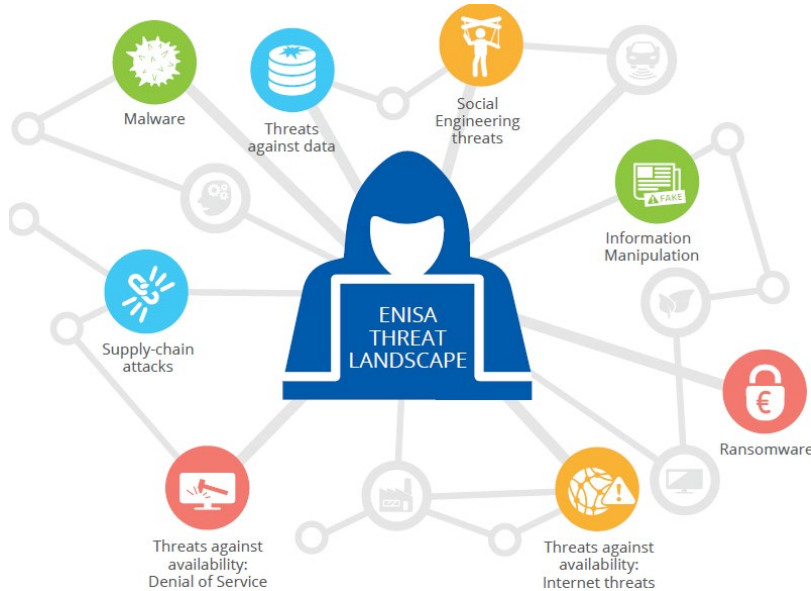 Malware
Threats
against data
Social
Engineering
threats
FAKE
Information
Manipulation
ENISA
THREAT
LANDSCAPE
Supply-chain
attacks
€
Ransomware
Threats against
availability:
Denial of Service
Threats against
availability:
Internet threats